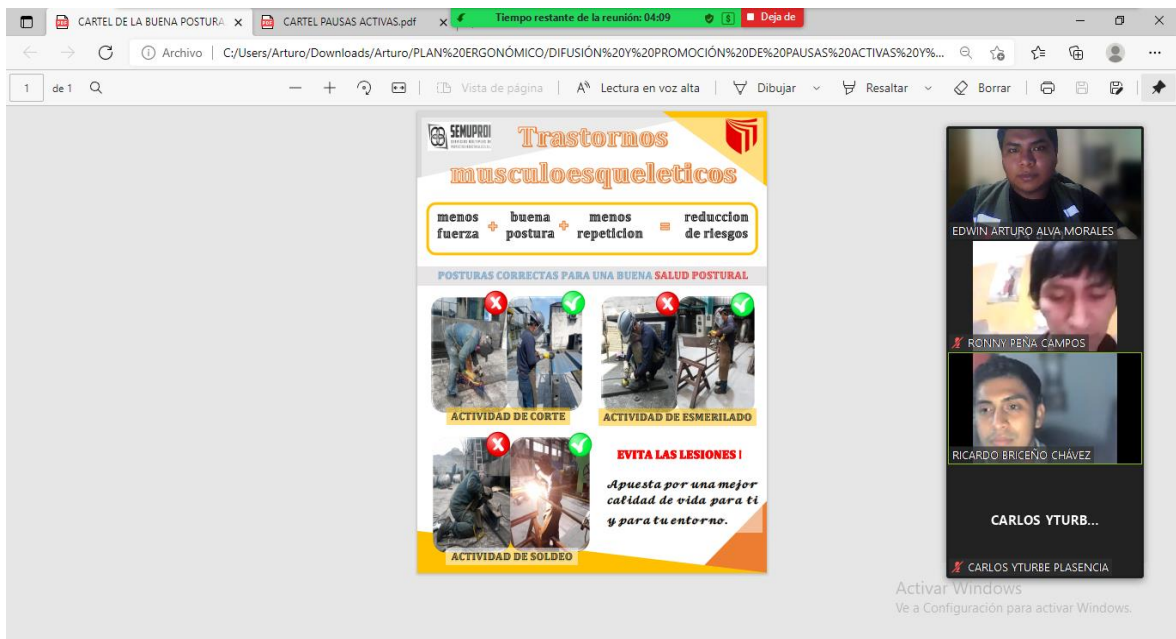 CARTEL DE LA BUENA POSTURA
CARTEL PAUSAS ACTIVAS.pdf
Tiempo restante de la reunión: 04:09
Deja de
Archivo
C:/Users/Arturo/Downloads/Arturo/PLAN%20ERGONÓMICO/DIFUSIÓN%20Y%20PROMOCIÓN%20DE%20PAUSAS%20ACTIVAS%20Y%...
1 de 1
Vista de página
Lectura en voz alta
Dibujar
Resaltar
Borrar
SEMUPROI
Trastornos
musculoesqueleticos
menos fuerza + buena postura + menos repeticion = reduccion de riesgos
POSTURAS CORRECTAS PARA UNA BUENA SALUD POSTURAL
ACTIVIDAD DE CORTE
ACTIVIDAD DE ESMERILADO
EVITA LAS LESIONES !
Apuesta por una mejor
calidad de vida para ti
y para tu entorno.
ACTIVIDAD DE SOLDEO
EDWIN ARTURO ALVA MORALES
RONNY PEÑA CAMPOS
RICARDO BRICEÑO CHÁVEZ
CARLOS YTURB...
CARLOS YTURBE PLASENCIA
Activar Windows
Ve a Configuración para activar Windows.